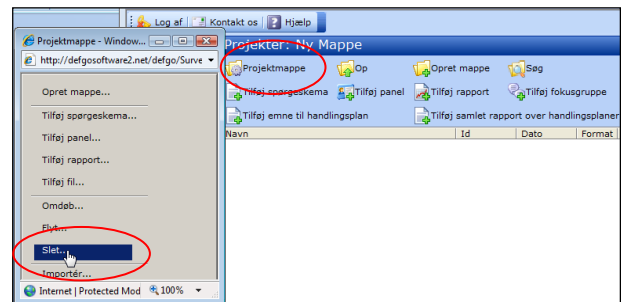 Log af Kontakt os Hjælp
Projektmappe - Window...
http://defgosoftware2.net/defgo/Surve
Opret mappe...
Tilføj spørgeskema...
Tilføj panel...
Tilføj rapport...
Tilføj fil...
Omdøb...
Flyt...
Slet...
Importér...
Internet | Protected Mod 100%
Projekter: Ny Mappe
Projektmappe Op Opret mappe Søg
Tilføj spørgeskema Tilføj panel Tilføj rapport Tilføj fokusgruppe
Tilføj emne til handlingsplan Tilføj samlet rapport over handlingsplaner
Navn Id Dato Format